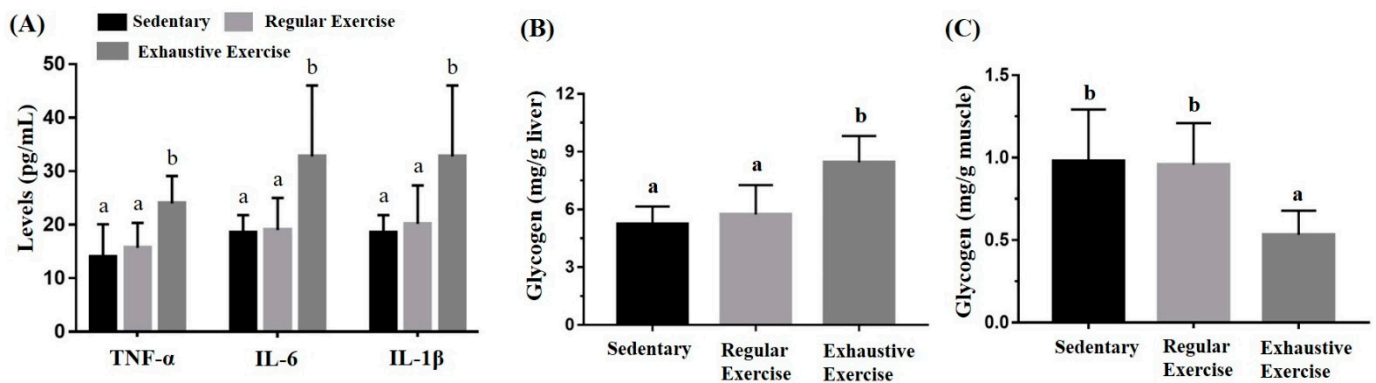 (A)
Sedentary Regular Exercise
Exhaustive Exercise
Levels (pg/mL)
50
40
30
20
10
0
a a b
a a b
a a b
TNF-α IL-6 IL-1β
(B)
Glycogen (mg/g liver)
12
9
6
3
0
a a b
Sedentary
Regular
Exercise
Exhaustive
Exercise
(C)
Glycogen (mg/g muscle)
1.5
1.0
0.5
0.0
b b a
Sedentary
Regular
Exercise
Exhaustive
Exercise